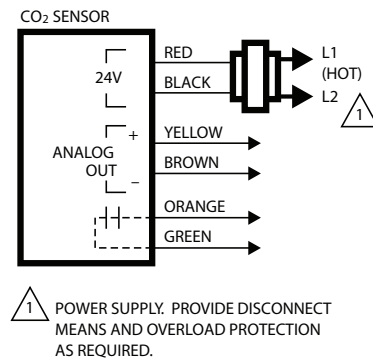 CO2 SENSOR
RED
L1
(HOT)
24V
BLACK
L2
1
YELLOW
+
ANALOG
OUT
BROWN
–
ORANGE
GREEN
1 POWER SUPPLY. PROVIDE DISCONNECT
MEANS AND OVERLOAD PROTECTION
AS REQUIRED.